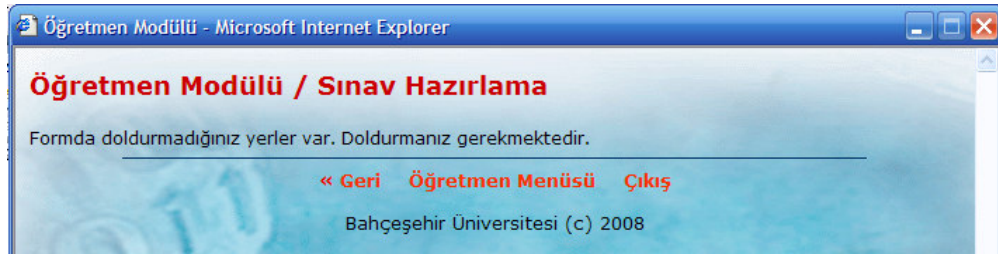 Öğretmen Modülü - Microsoft Internet Explorer
Öğretmen Modülü / Sınav Hazırlama
Formda doldurmadığınız yerler var. Doldurmanız gerekmektedir.
« Geri Öğretmen Menüsü Çıkış
Bahçeşehir Üniversitesi (c) 2008